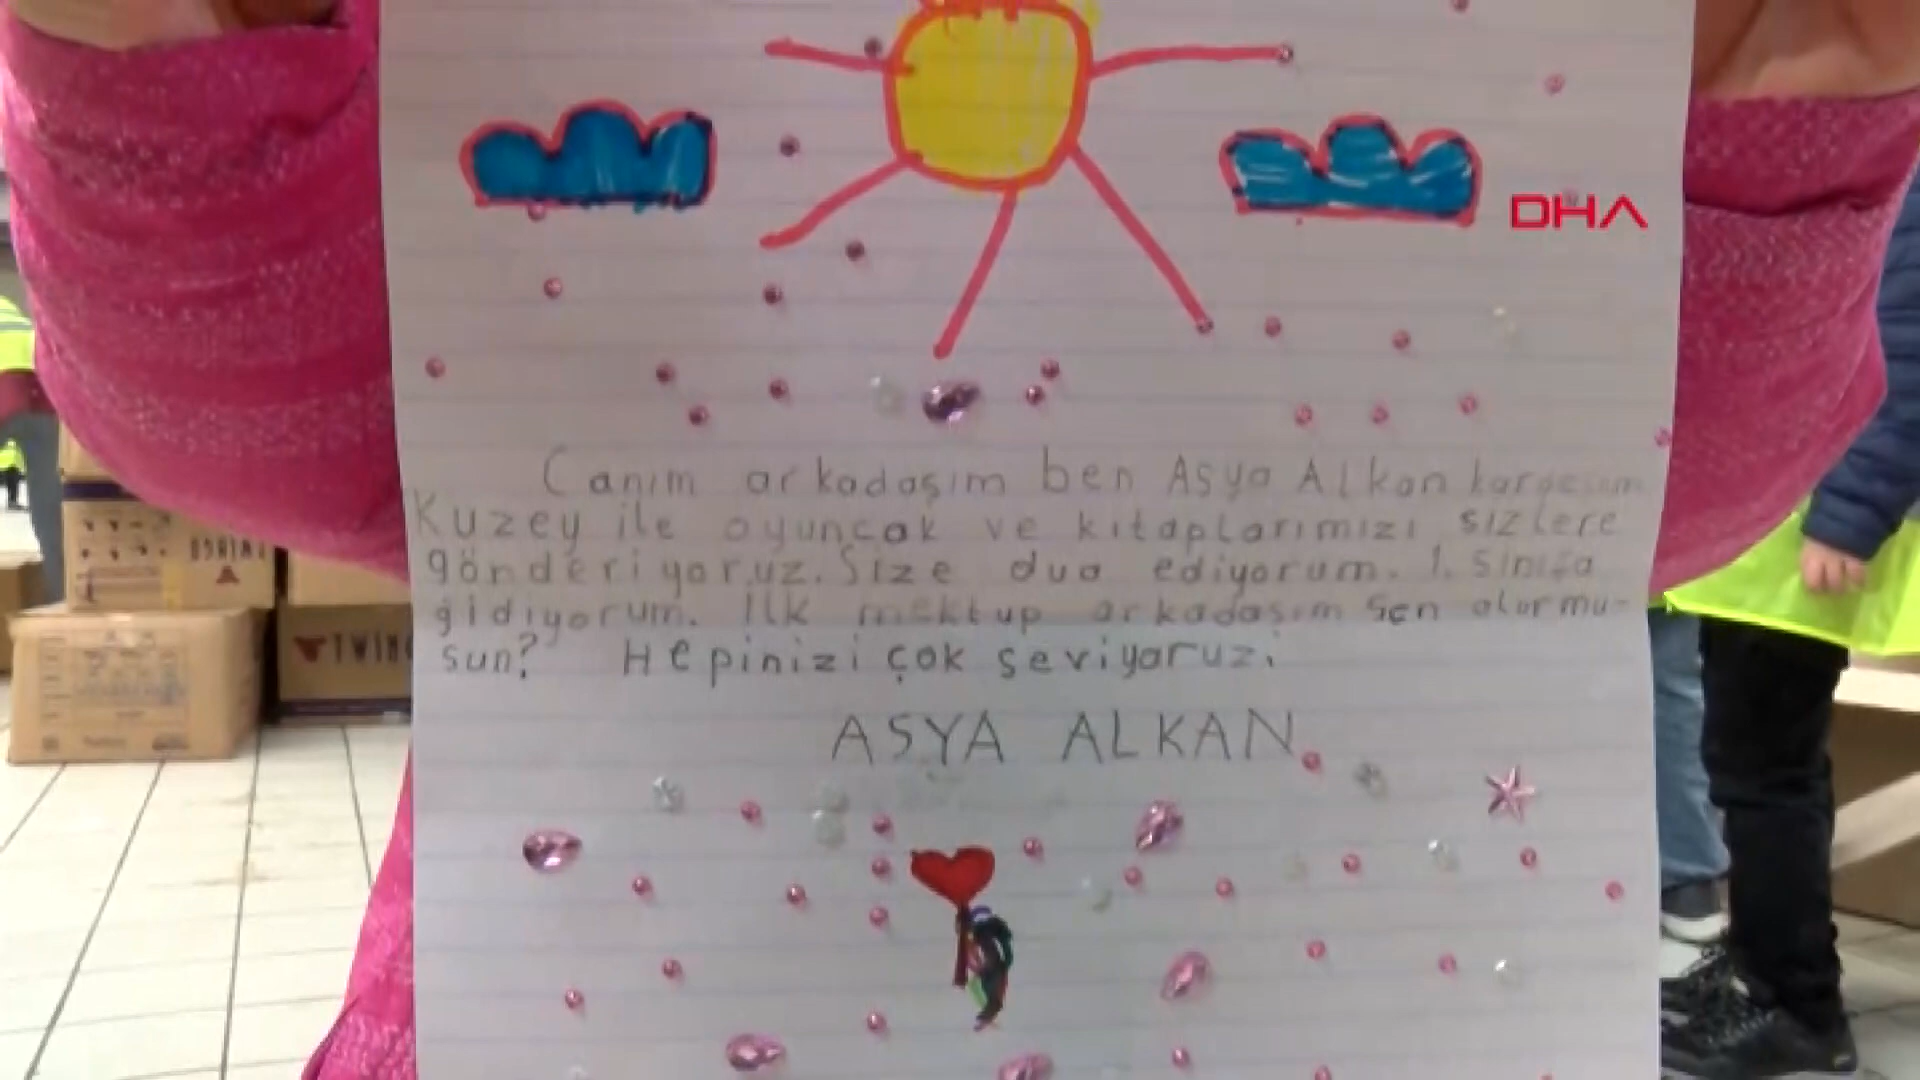 DHA
Canım arkadaşım ben Asya Alkan kardeşim
Kuzey ile oyuncak ve kitaplarımızı sizlere
gönderiyoruz. Size dua ediyorum. 1. sınıfa
gidiyorum. İlk mektup arkadaşım sen olurmu-
sun? Hepinizi çok seviyoruz.
ASYA ALKAN